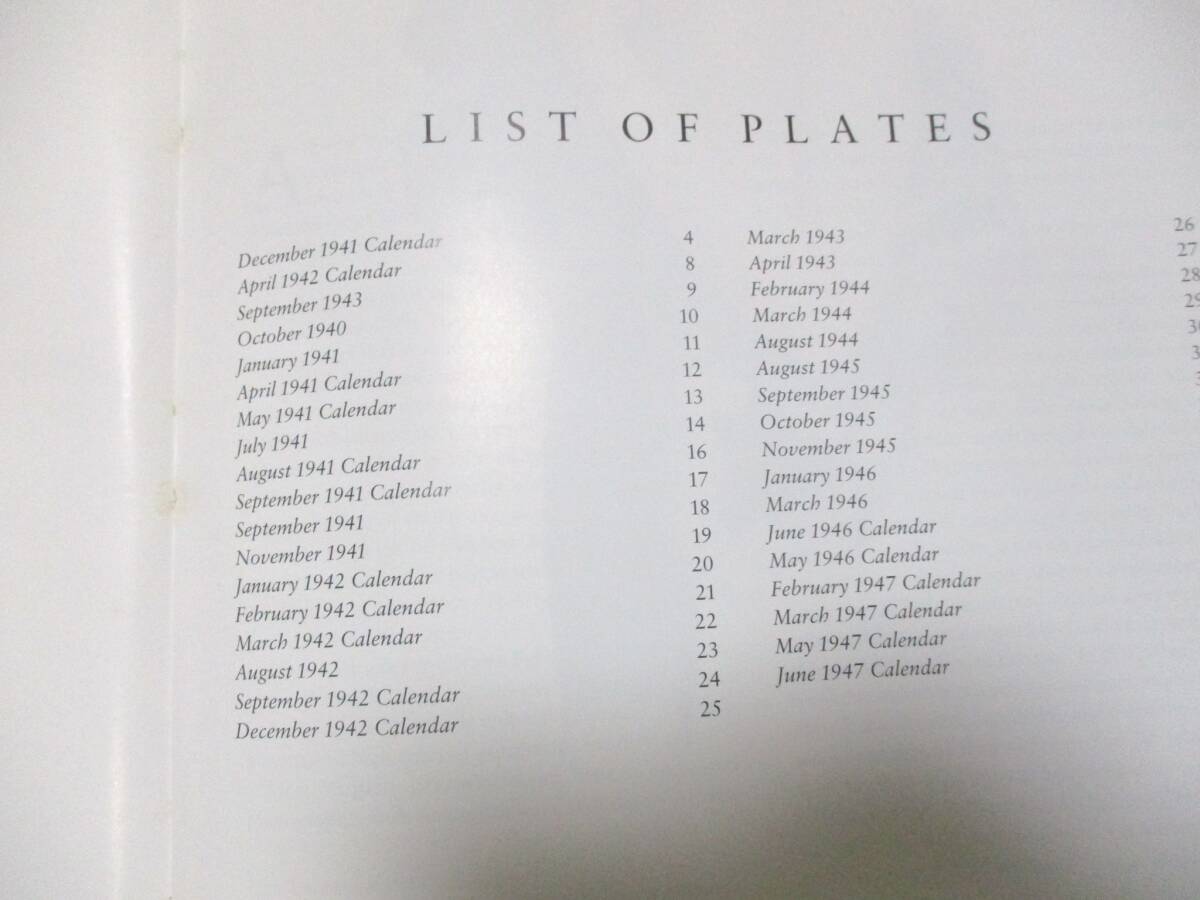 LIST OF PLATES
December 1941 Calendar 4
April 1942 Calendar 8
September 1943 9
October 1940 10
January 1941 11
April 1941 Calendar 12
May 1941 Calendar 13
July 1941 14
August 1941 Calendar 16
September 1941 Calendar 17
September 1941 18
November 1941 19
January 1942 Calendar 20
February 1942 Calendar 21
March 1942 Calendar 22
August 1942 23
September 1942 Calendar 24
December 1942 Calendar 25
March 1943 26
April 1943 27
February 1944 28
March 1944 29
August 1944
August 1945
September 1945
October 1945
November 1945
January 1946
March 1946
June 1946 Calendar
May 1946 Calendar
February 1947 Calendar
March 1947 Calendar
May 1947 Calendar
June 1947 Calendar